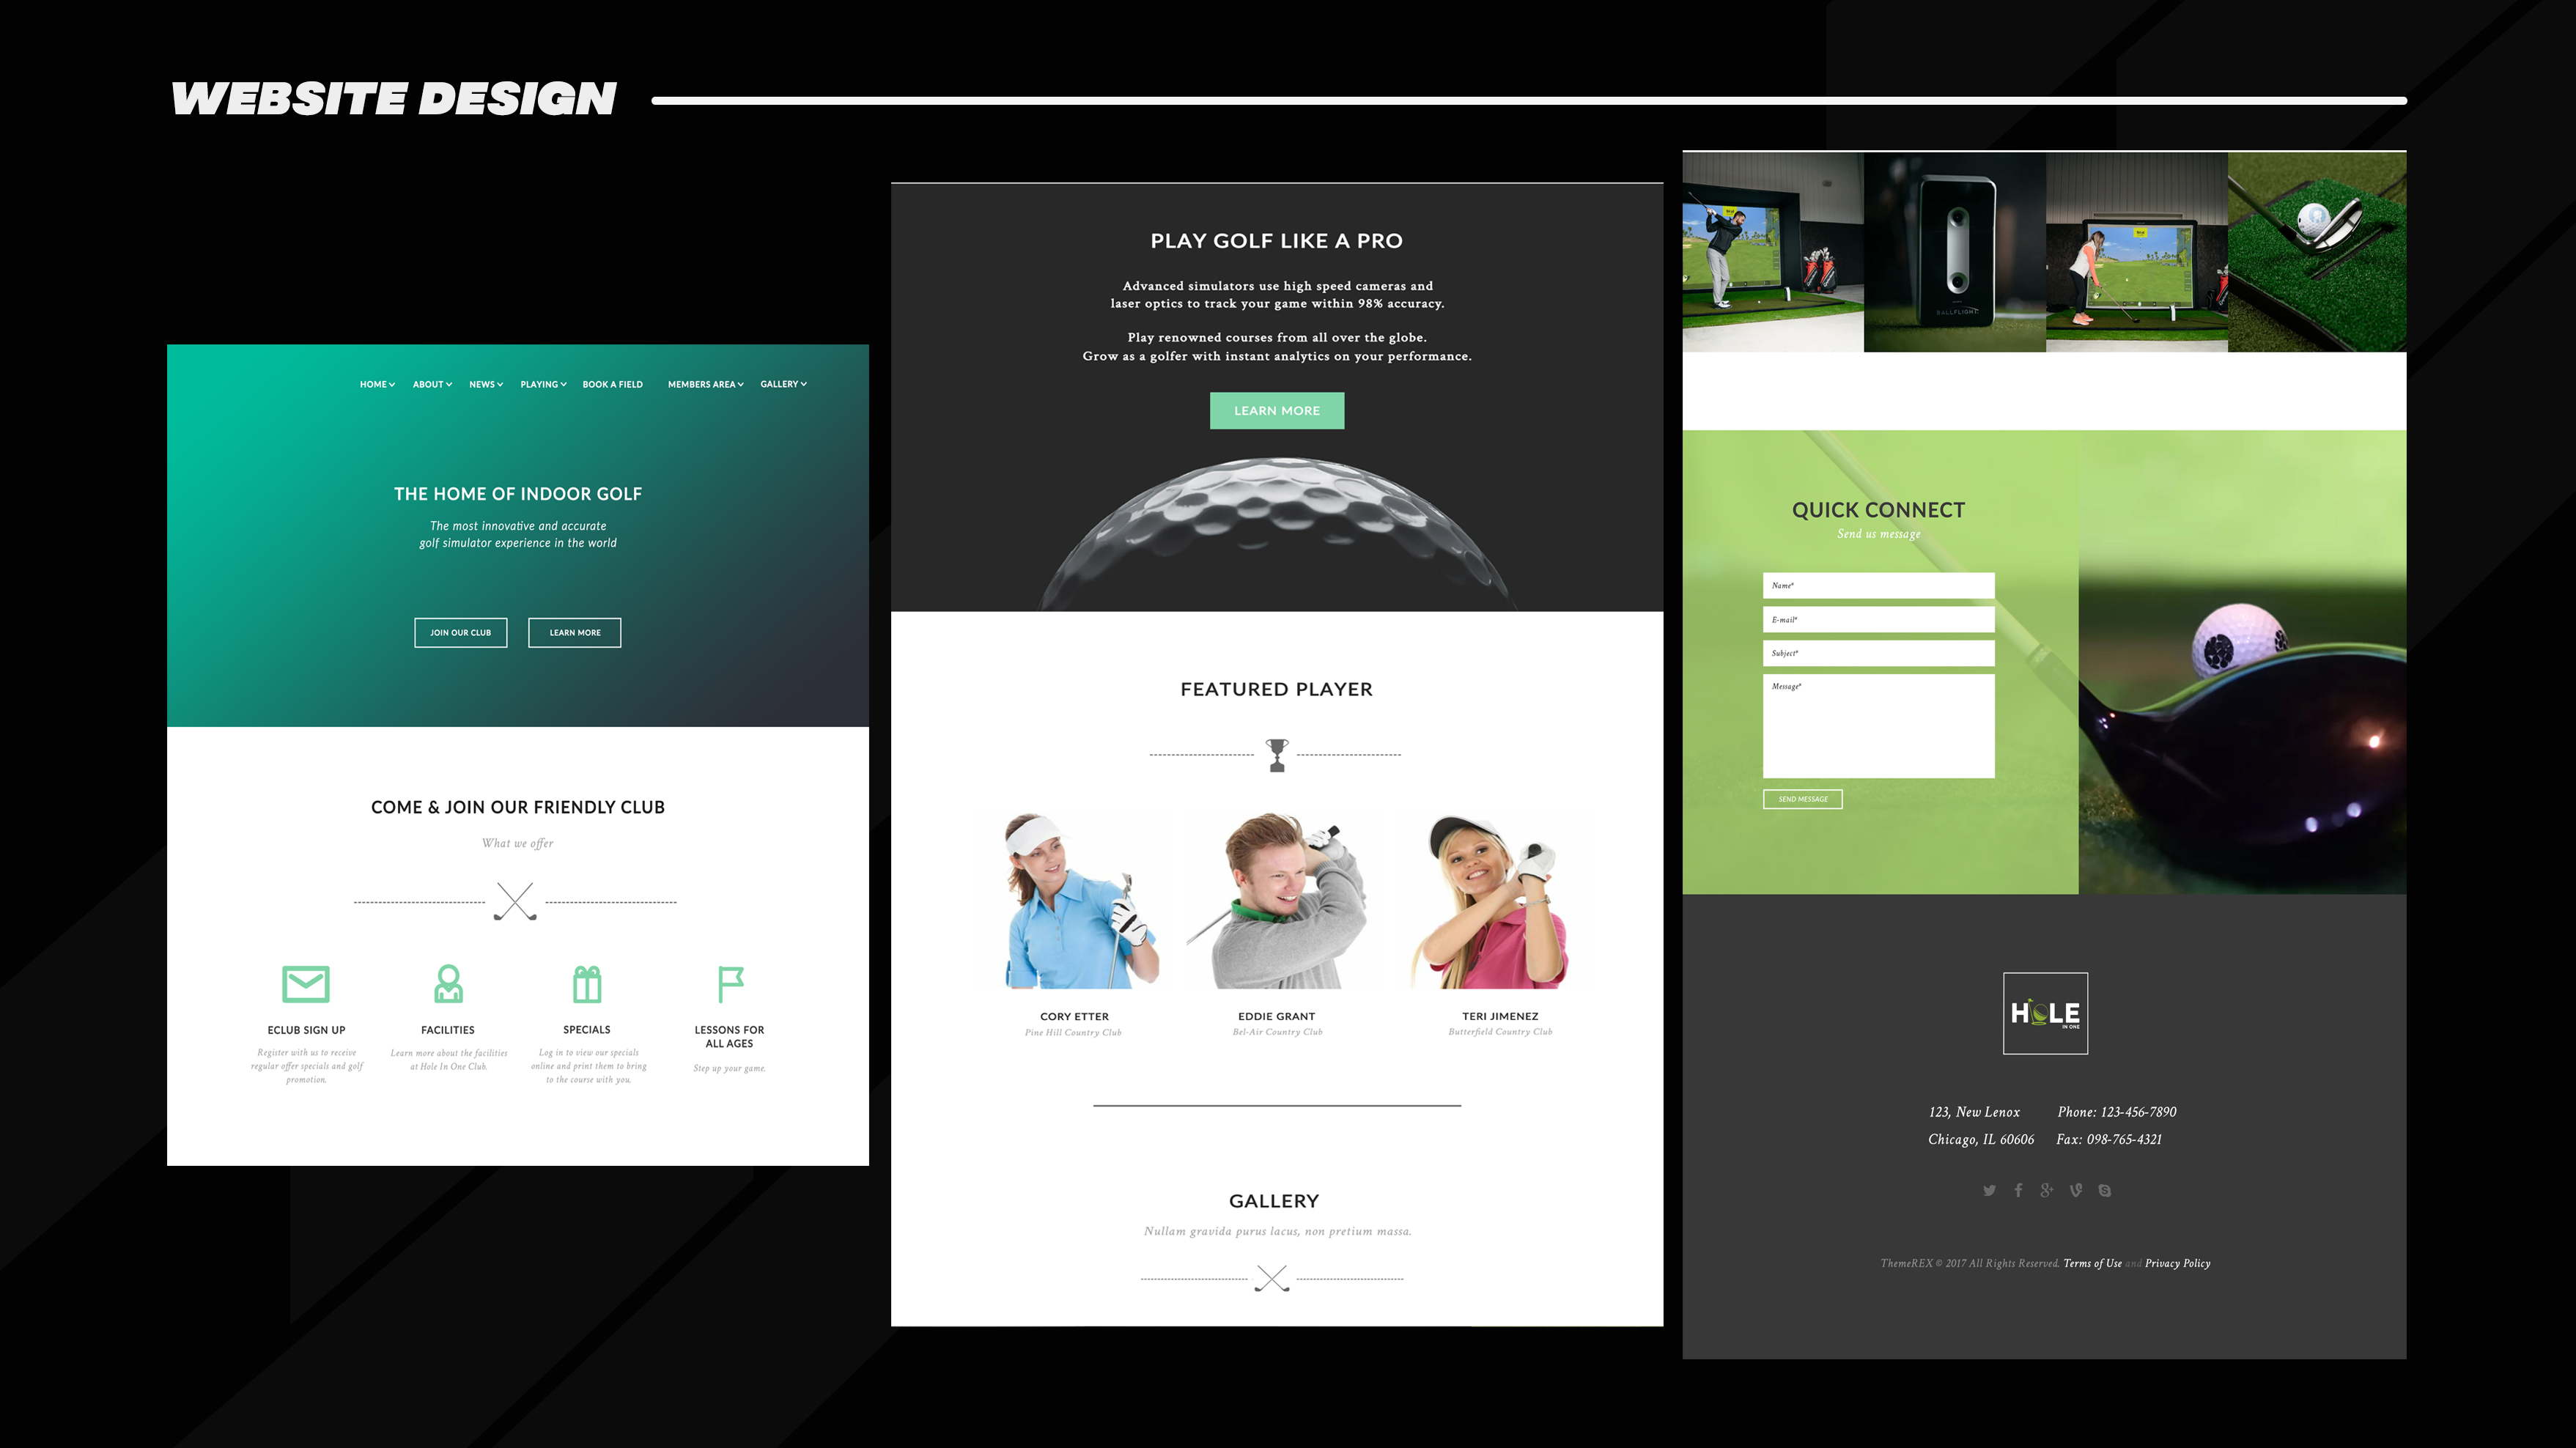 WEBSITE DESIGN
HOME ABOUT NEWS PLAYING BOOK A FIELD MEMBERS AREA GALLERY
THE HOME OF INDOOR GOLF
The most innovative and accurate
golf simulator experience in the world
JOIN OUR CLUB LEARN MORE
COME & JOIN OUR FRIENDLY CLUB
What we offer
ECLUB SIGN UP
Register with us to receive
regular offer specials and golf
promotion.
FACILITIES
Learn more about the facilities
at Hole In One Club.
SPECIALS
Log in to view our specials
online and print them to bring
to the course with you.
LESSONS FOR
ALL AGES
Step up your game.
PLAY GOLF LIKE A PRO
Advanced simulators use high speed cameras and
laser optics to track your game within 98% accuracy.
Play renowned courses from all over the globe.
Grow as a golfer with instant analytics on your performance.
LEARN MORE
FEATURED PLAYER
CORY ETTER
Pine Hill Country Club
EDDIE GRANT
Bel-Air Country Club
TERI JIMENEZ
Butterfield Country Club
GALLERY
Nullam gravida purus lacus, non pretium massa.
BALLFLIGHT
QUICK CONNECT
Send us message
Name*
E-mail*
Subject*
Message*
SEND MESSAGE
HOLE
IN ONE
123, New Lenox Phone: 123-456-7890
Chicago, IL 60606 Fax: 098-765-4321
ThemeREX © 2017 All Rights Reserved. Terms of Use and Privacy Policy